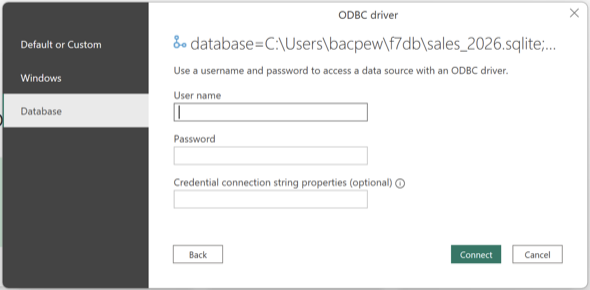 ODBC driver
Default or Custom
Windows
Database
database=C:\Users\bacpew\f7db\sales_2026.sqlite;...
Use a username and password to access a data source with an ODBC driver.
User name
Password
Credential connection string properties (optional)
Back
Connect
Cancel